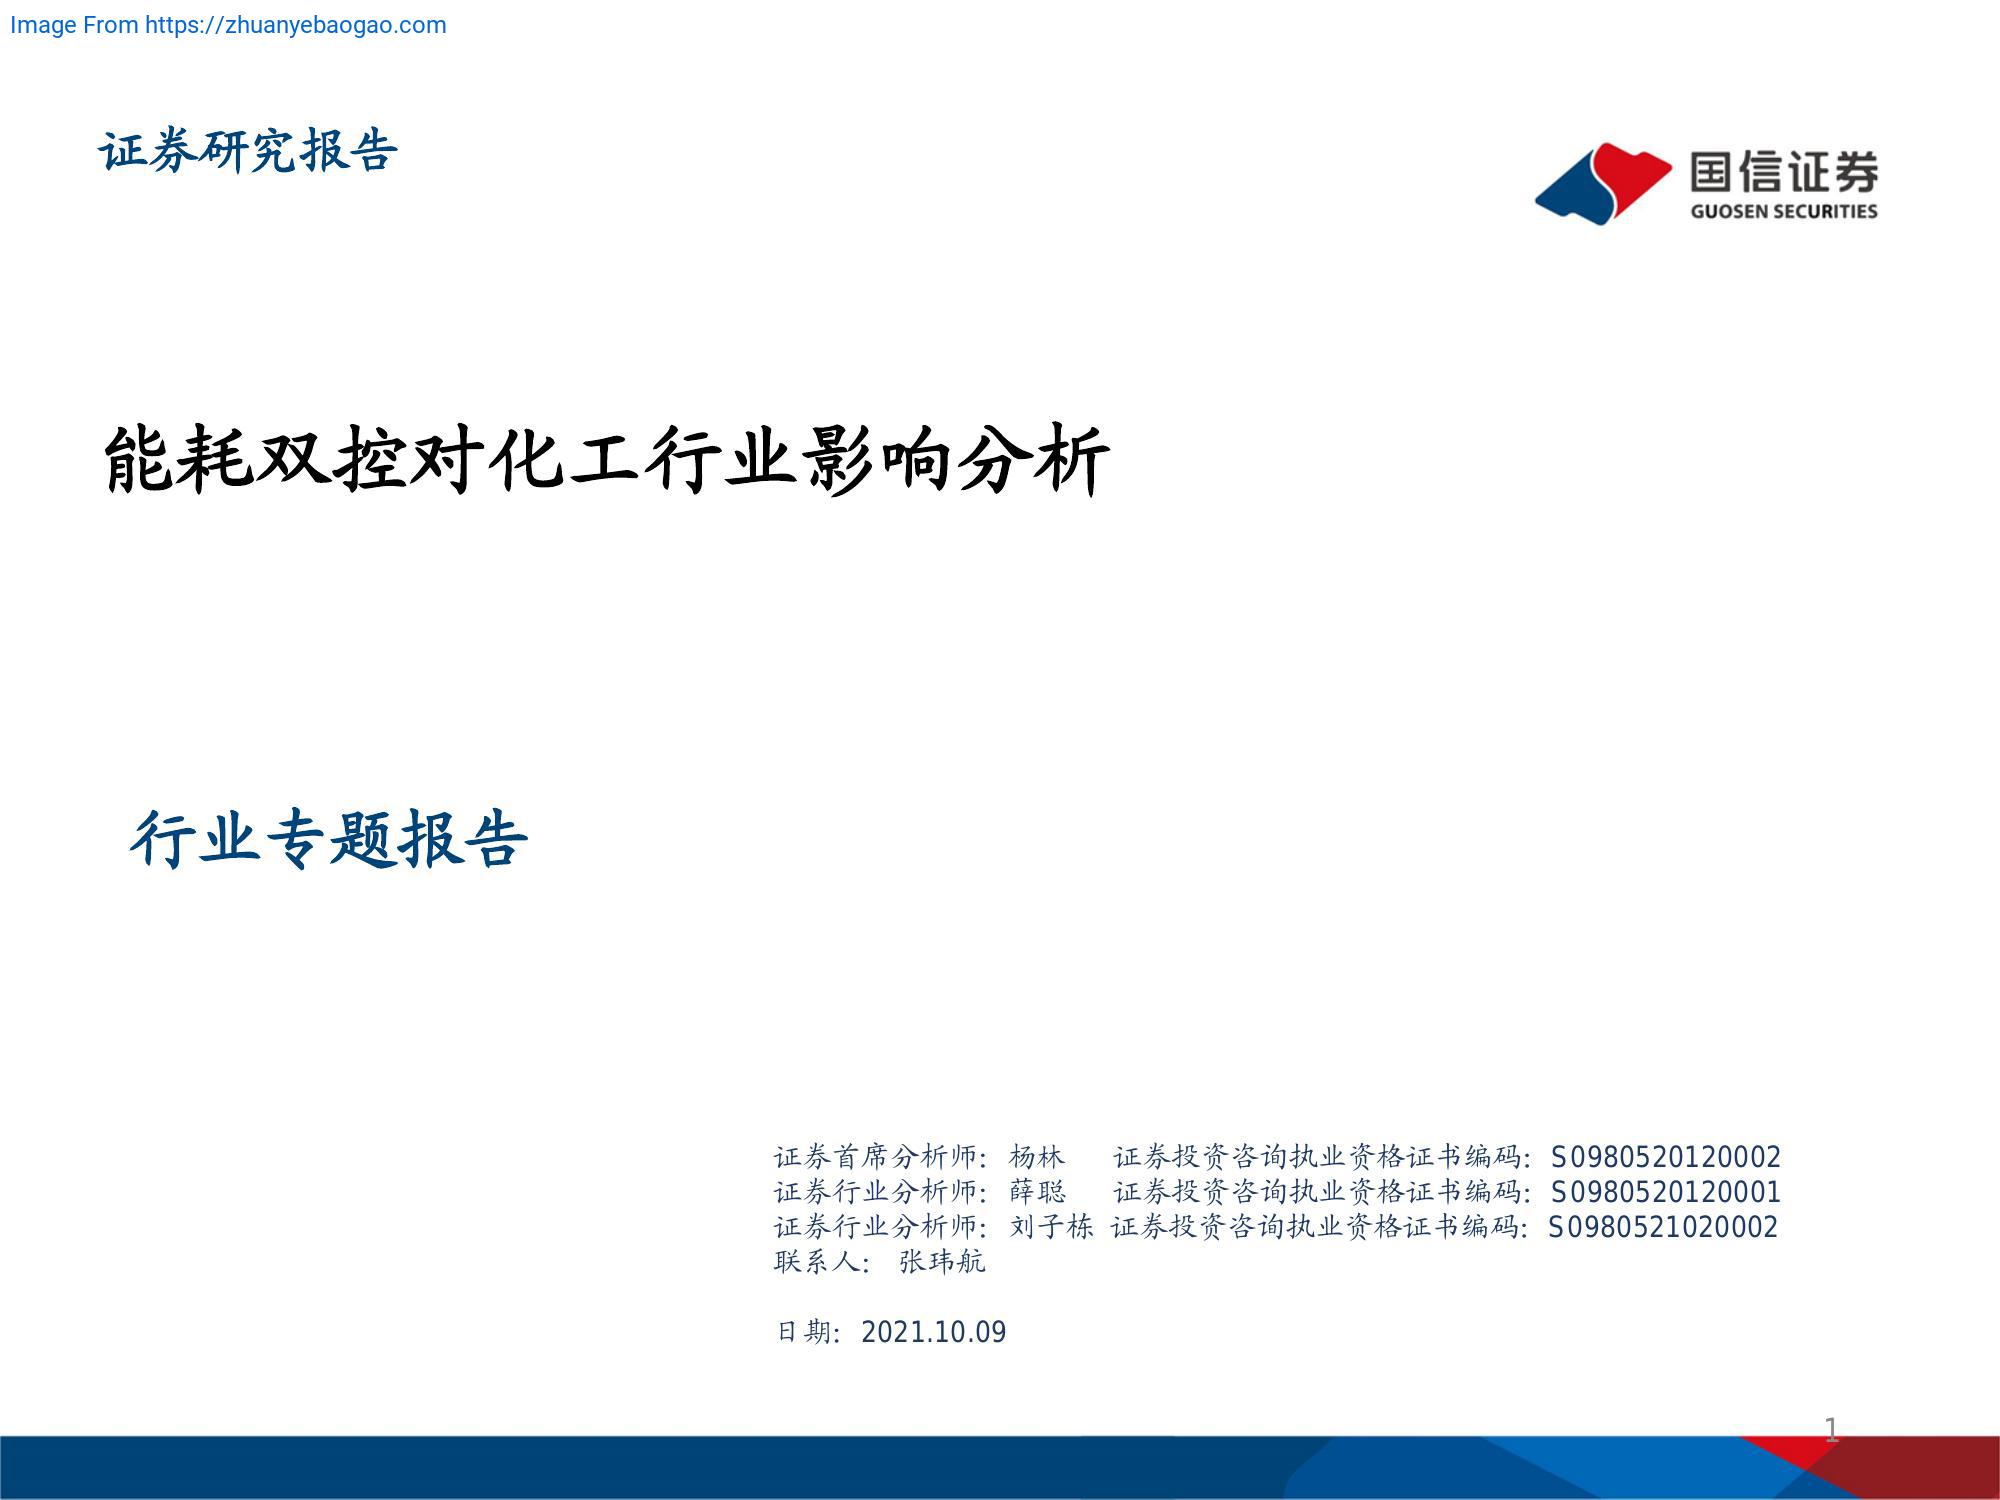 Image From https://zhuanyebaogao.com
证券研究报告
国信证券
GUOSEN SECURITIES
能耗双控对化工行业影响分析
行业专题报告
证券首席分析师：杨林 证券投资咨询执业资格证书编码：S0980520120002
证券行业分析师：薛聪 证券投资咨询执业资格证书编码：S0980520120001
证券行业分析师：刘子栋 证券投资咨询执业资格证书编码：S0980521020002
联系人：张玮航
日期：2021.10.09
1